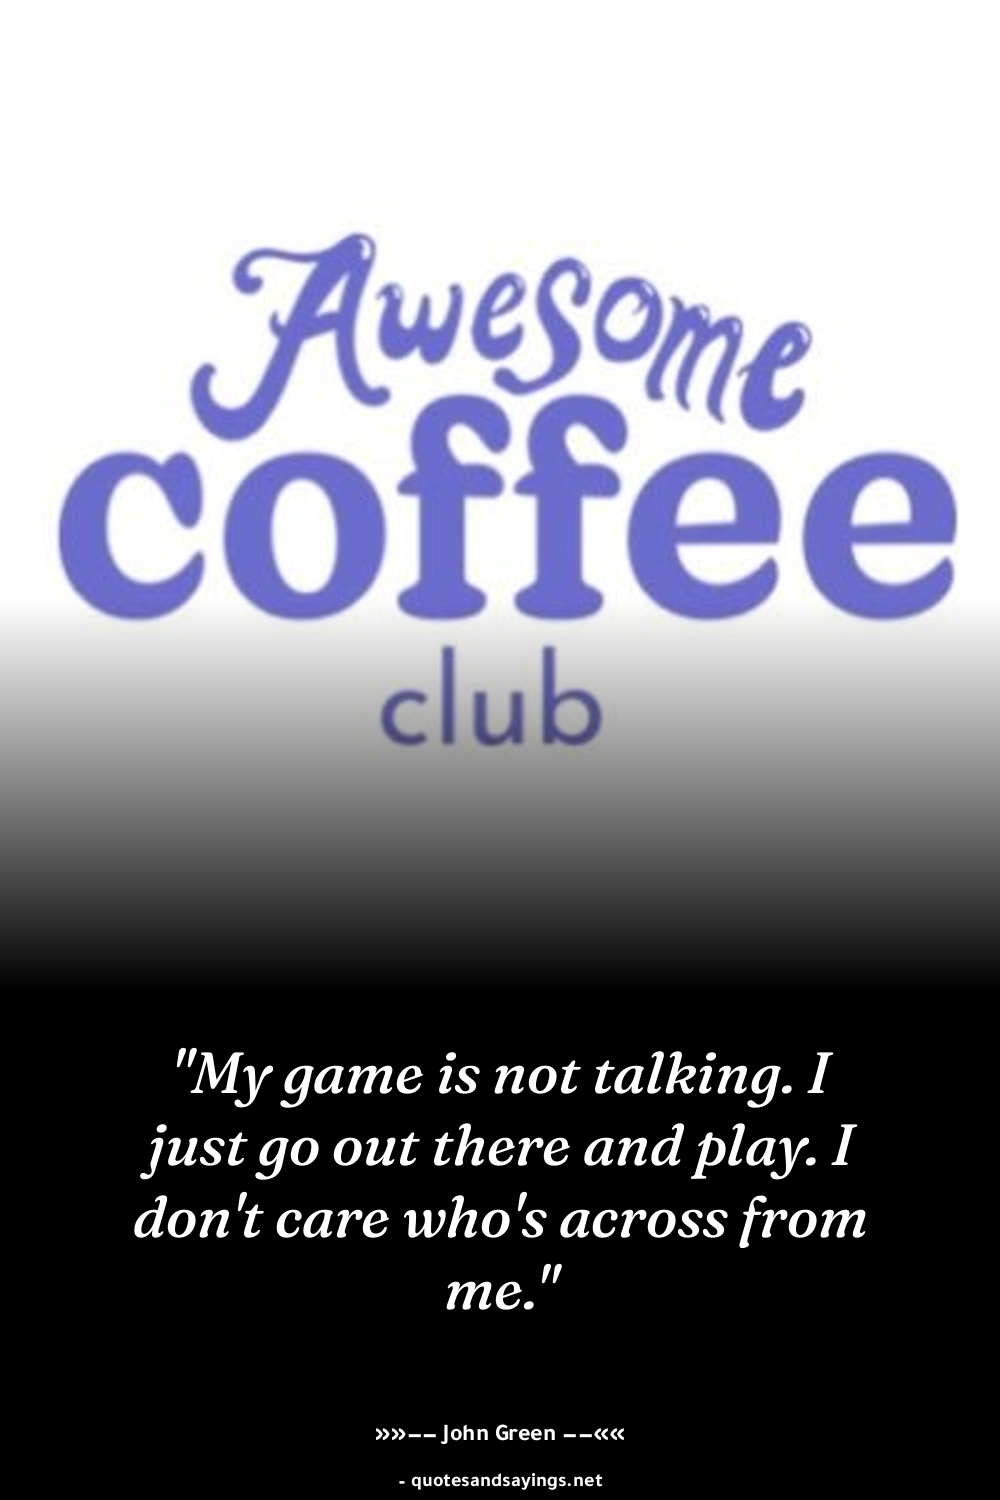 Awesome
coffee
club
"My game is not talking. I
just go out there and play. I
don't care who's across from
me."
»»–– John Green ––««
- quotesandsayings.net